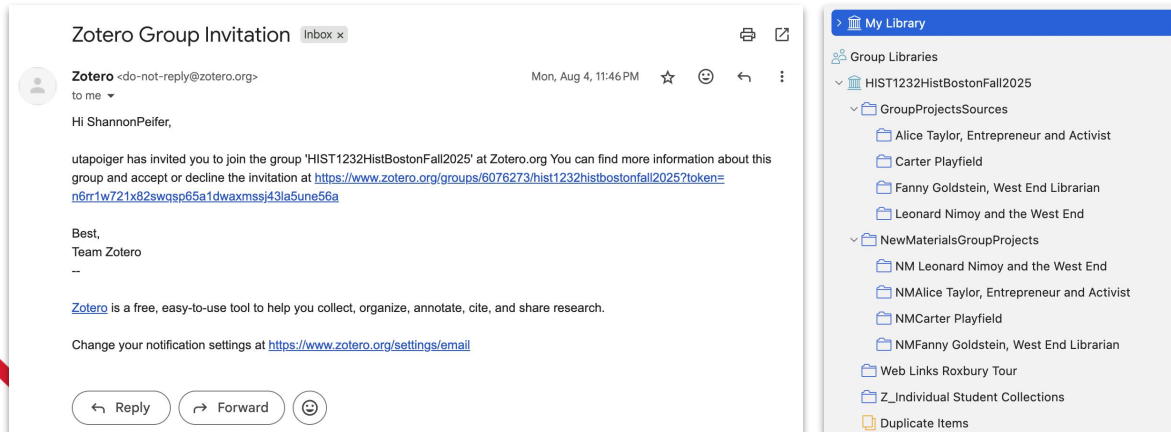 Zotero Group Invitation Inbox x
Zotero <do-not-reply@zotero.org> Mon, Aug 4, 11:46 PM
to me
Hi ShannonPeifer,
utapoiger has invited you to join the group 'HIST1232HistBostonFall2025' at Zotero.org You can find more information about this
group and accept or decline the invitation at https://www.zotero.org/groups/6076273/hist1232histbostonfall2025?token=
n6rr1w721x82swqsp65a1dwaxmssj43la5une56a
Best,
Team Zotero
--
Zotero is a free, easy-to-use tool to help you collect, organize, annotate, cite, and share research.
Change your notification settings at https://www.zotero.org/settings/email
Reply Forward
My Library
Group Libraries
HIST1232HistBostonFall2025
GroupProjectsSources
Alice Taylor, Entrepreneur and Activist
Carter Playfield
Fanny Goldstein, West End Librarian
Leonard Nimoy and the West End
NewMaterialsGroupProjects
NM Leonard Nimoy and the West End
NMAlice Taylor, Entrepreneur and Activist
NMCarter Playfield
NMFanny Goldstein, West End Librarian
Web Links Roxbury Tour
Z_Individual Student Collections
Duplicate Items